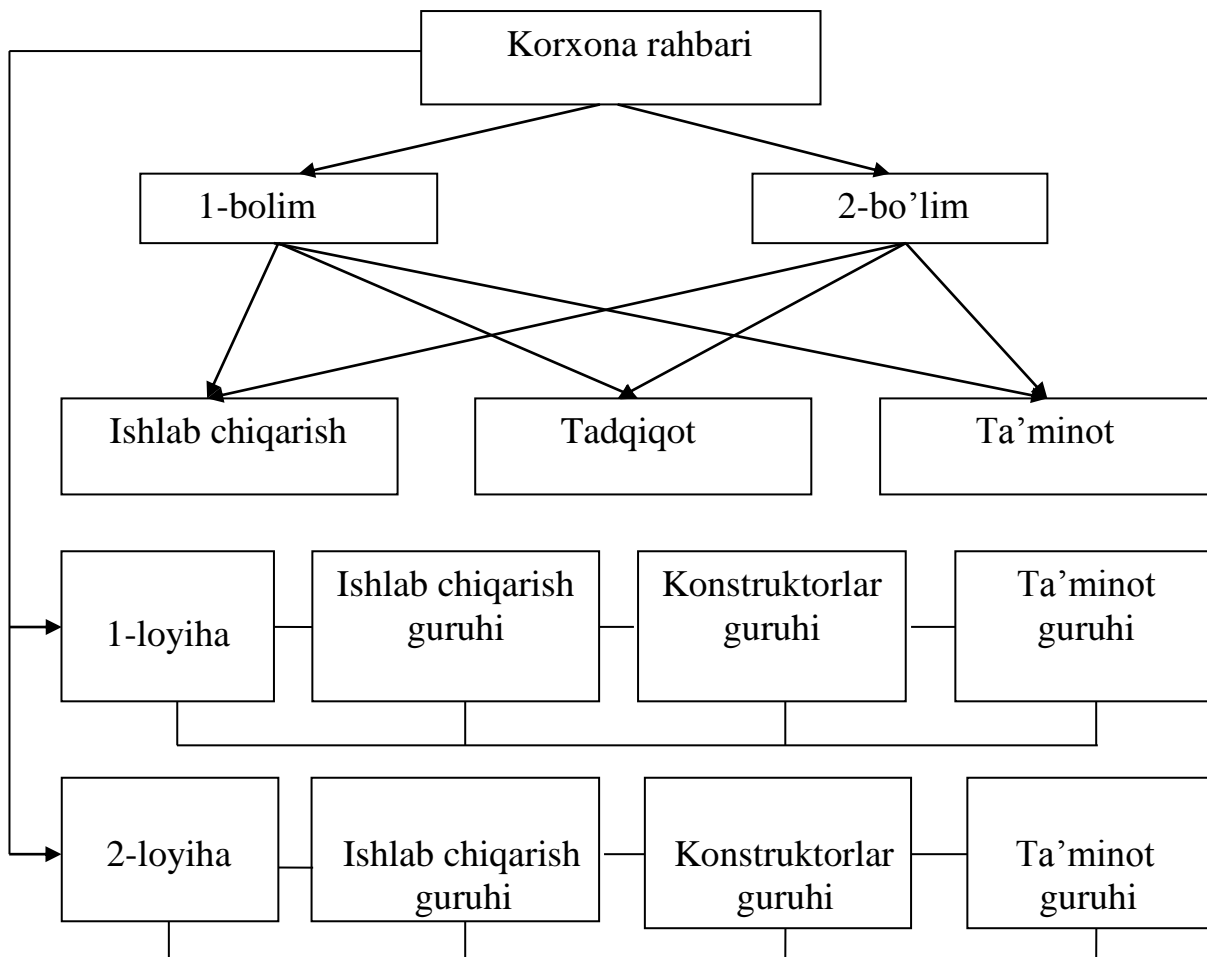 Korxona rahbari
1-bolim
2-bo’lim
Ishlab chiqarish
Tadqiqot
Ta’minot
1-loyiha
Ishlab chiqarish
guruhi
Konstruktorlar
guruhi
Ta’minot
guruhi
2-loyiha
Ishlab chiqarish
guruhi
Konstruktorlar
guruhi
Ta’minot
guruhi